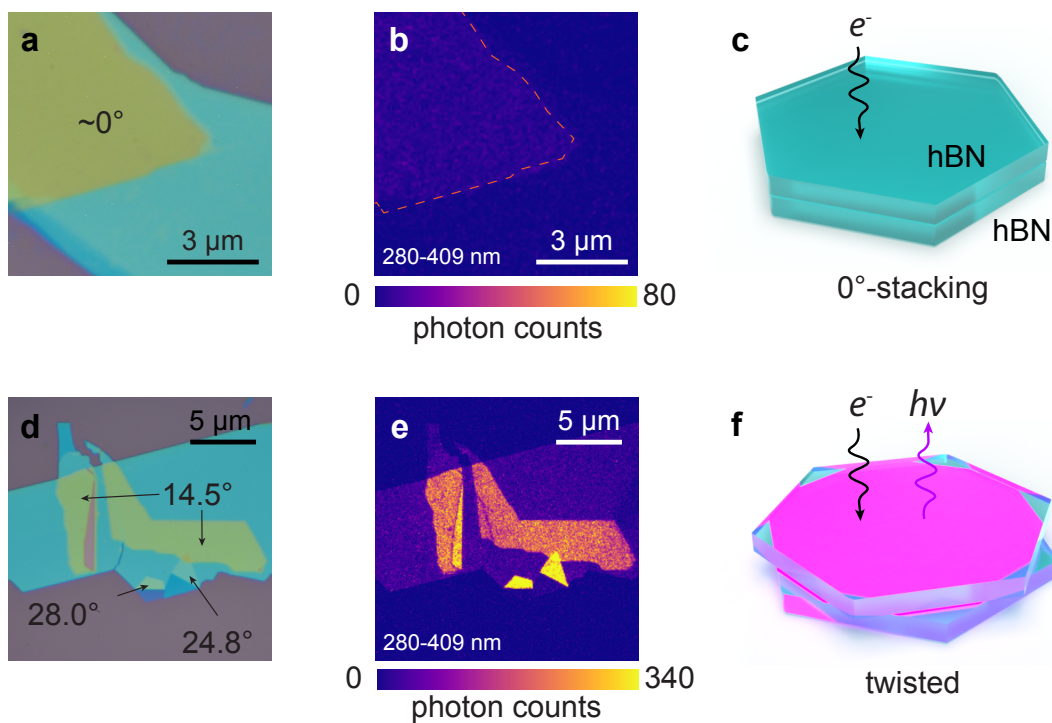 a
~0°
3 µm
b
280-409 nm
3 µm
0
80
photon counts
c
e-
hBN
hBN
0°-stacking
d
5 µm
14.5°
28.0°
24.8°
e
5 µm
280-409 nm
0
340
photon counts
f
e-
hν
twisted